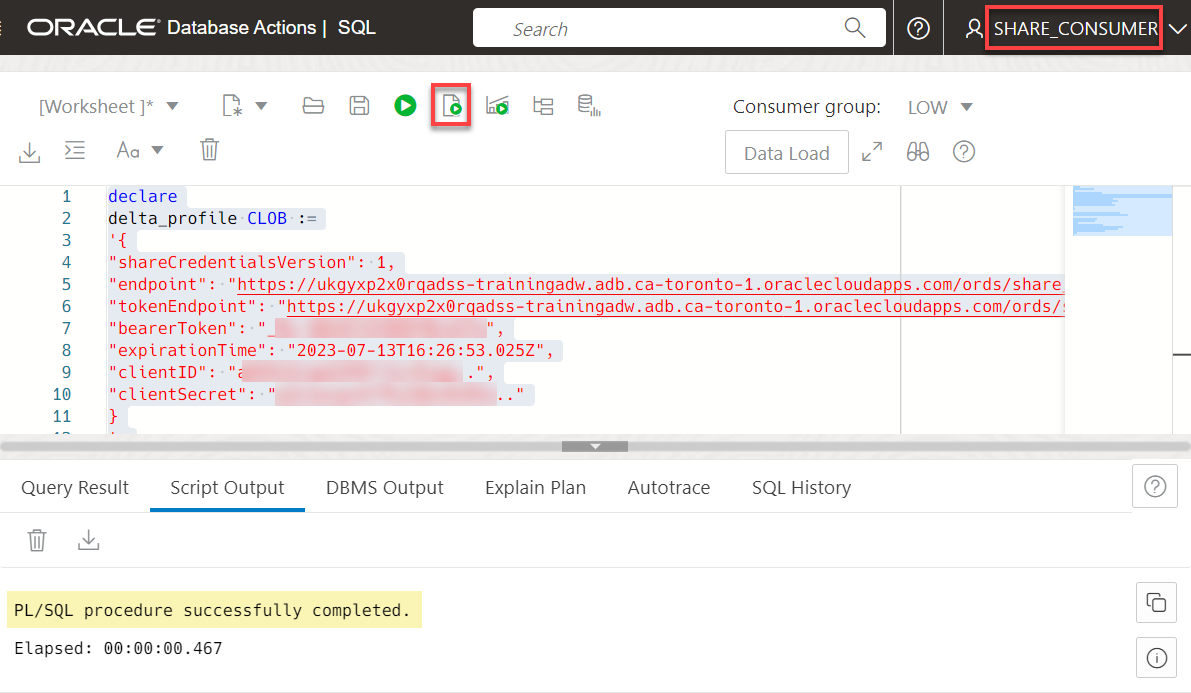 ORACLE Database Actions | SQL
Search
SHARE_CONSUMER
[Worksheet ]*
Consumer group: LOW
Aa
Data Load
1 declare
2 delta_profile CLOB :=
3 '{
4 "shareCredentialsVersion": 1,
5 "endpoint": "https://ukgyxp2x0rqadss-trainingadw.adb.ca-toronto-1.oraclecloudapps.com/ords/share_
6 "tokenEndpoint": "https://ukgyxp2x0rqadss-trainingadw.adb.ca-toronto-1.oraclecloudapps.com/ords/s
7 "bearerToken": "_ ",
8 "expirationTime": "2023-07-13T16:26:53.025Z",
9 "clientID": "a .",
10 "clientSecret": " .."
11 }
Query Result
Script Output
DBMS Output
Explain Plan
Autotrace
SQL History
PL/SQL procedure successfully completed.
Elapsed: 00:00:00.467